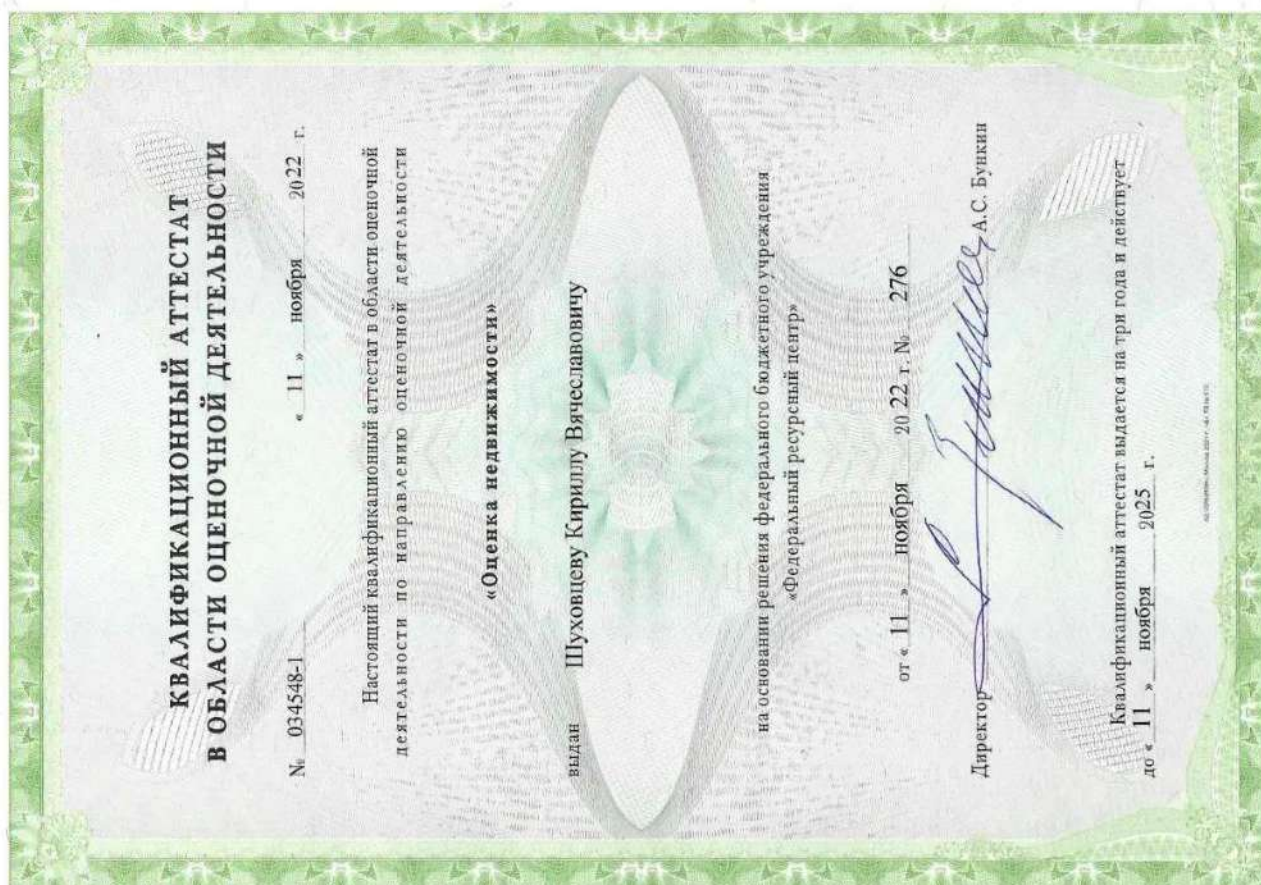 КВАЛИФИКАЦИОННЫЙ АТТЕСТАТ
В ОБЛАСТИ ОЦЕНОЧНОЙ ДЕЯТЕЛЬНОСТИ
№ 034548-1 « 11 » ноября 2022 г.
Настоящий квалификационный аттестат в области оценочной
деятельности по направлению оценочной деятельности
«Оценка недвижимости»
выдан Шуховцеву Кириллу Вячеславовичу
на основании решения федерального бюджетного учреждения
«Федеральный ресурсный центр»
от « 11 » ноября 2022 г. № 276
Директор А.С. Бункин
Квалификационный аттестат выдается на три года и действует
до « 11 » ноября 2025 г.